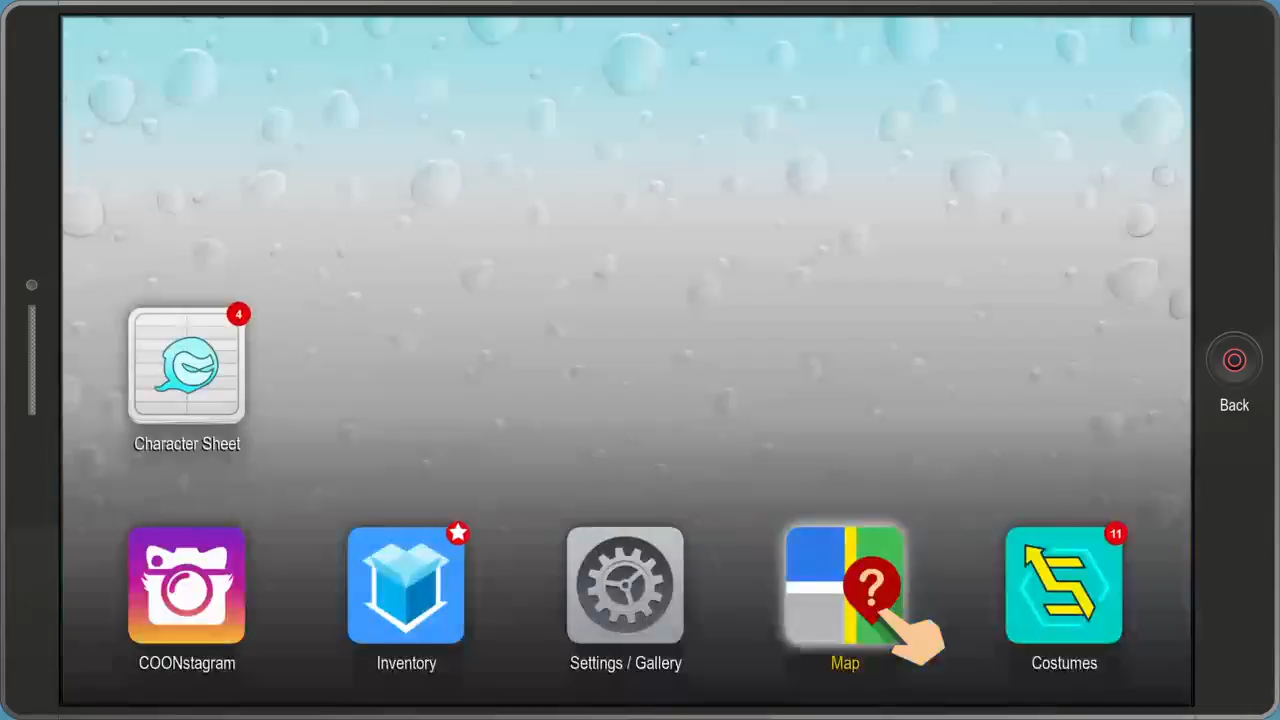 4
Character Sheet
Back
11
?
COONstagram
Inventory
Settings / Gallery
Map
Costumes